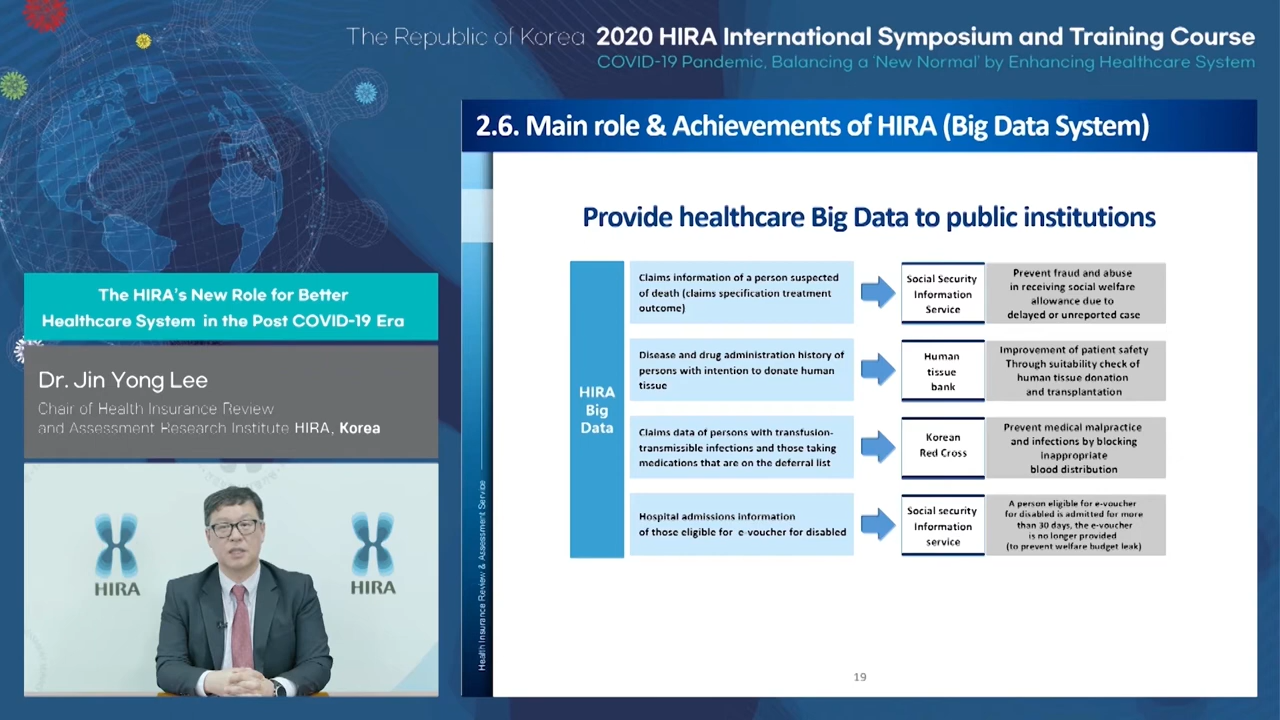 The Republic of Korea 2020 HIRA International Symposium and Training Course
COVID-19 Pandemic, Balancing a 'New Normal' by Enhancing Healthcare System
The HIRA's New Role for Better
Healthcare System in the Post COVID-19 Era
Dr. Jin Yong Lee
Chair of Health Insurance Review
and Assessment Research Institute HIRA, Korea
HIRA
HIRA
2.6. Main role & Achievements of HIRA (Big Data System)
Health Insurance Review & Assessment Service
Provide healthcare Big Data to public institutions
HIRA
Big
Data
Claims information of a person suspected
of death (claims specification treatment
outcome)
Social Security
Information
Service
Prevent fraud and abuse
in receiving social welfare
allowance due to
delayed or unreported case
Disease and drug administration history of
persons with intention to donate human
tissue
Human
tissue
bank
Improvement of patient safety
Through suitability check of
human tissue donation
and transplantation
Claims data of persons with transfusion-
transmissible infections and those taking
medications that are on the deferral list
Korean
Red Cross
Prevent medical malpractice
and infections by blocking
inappropriate
blood distribution
Hospital admissions information
of those eligible for e-voucher for disabled
Social security
Information
service
A person eligible for e-voucher
for disabled is admitted for more
than 30 days, the e-voucher
is no longer provided
(to prevent welfare budget leak)
19